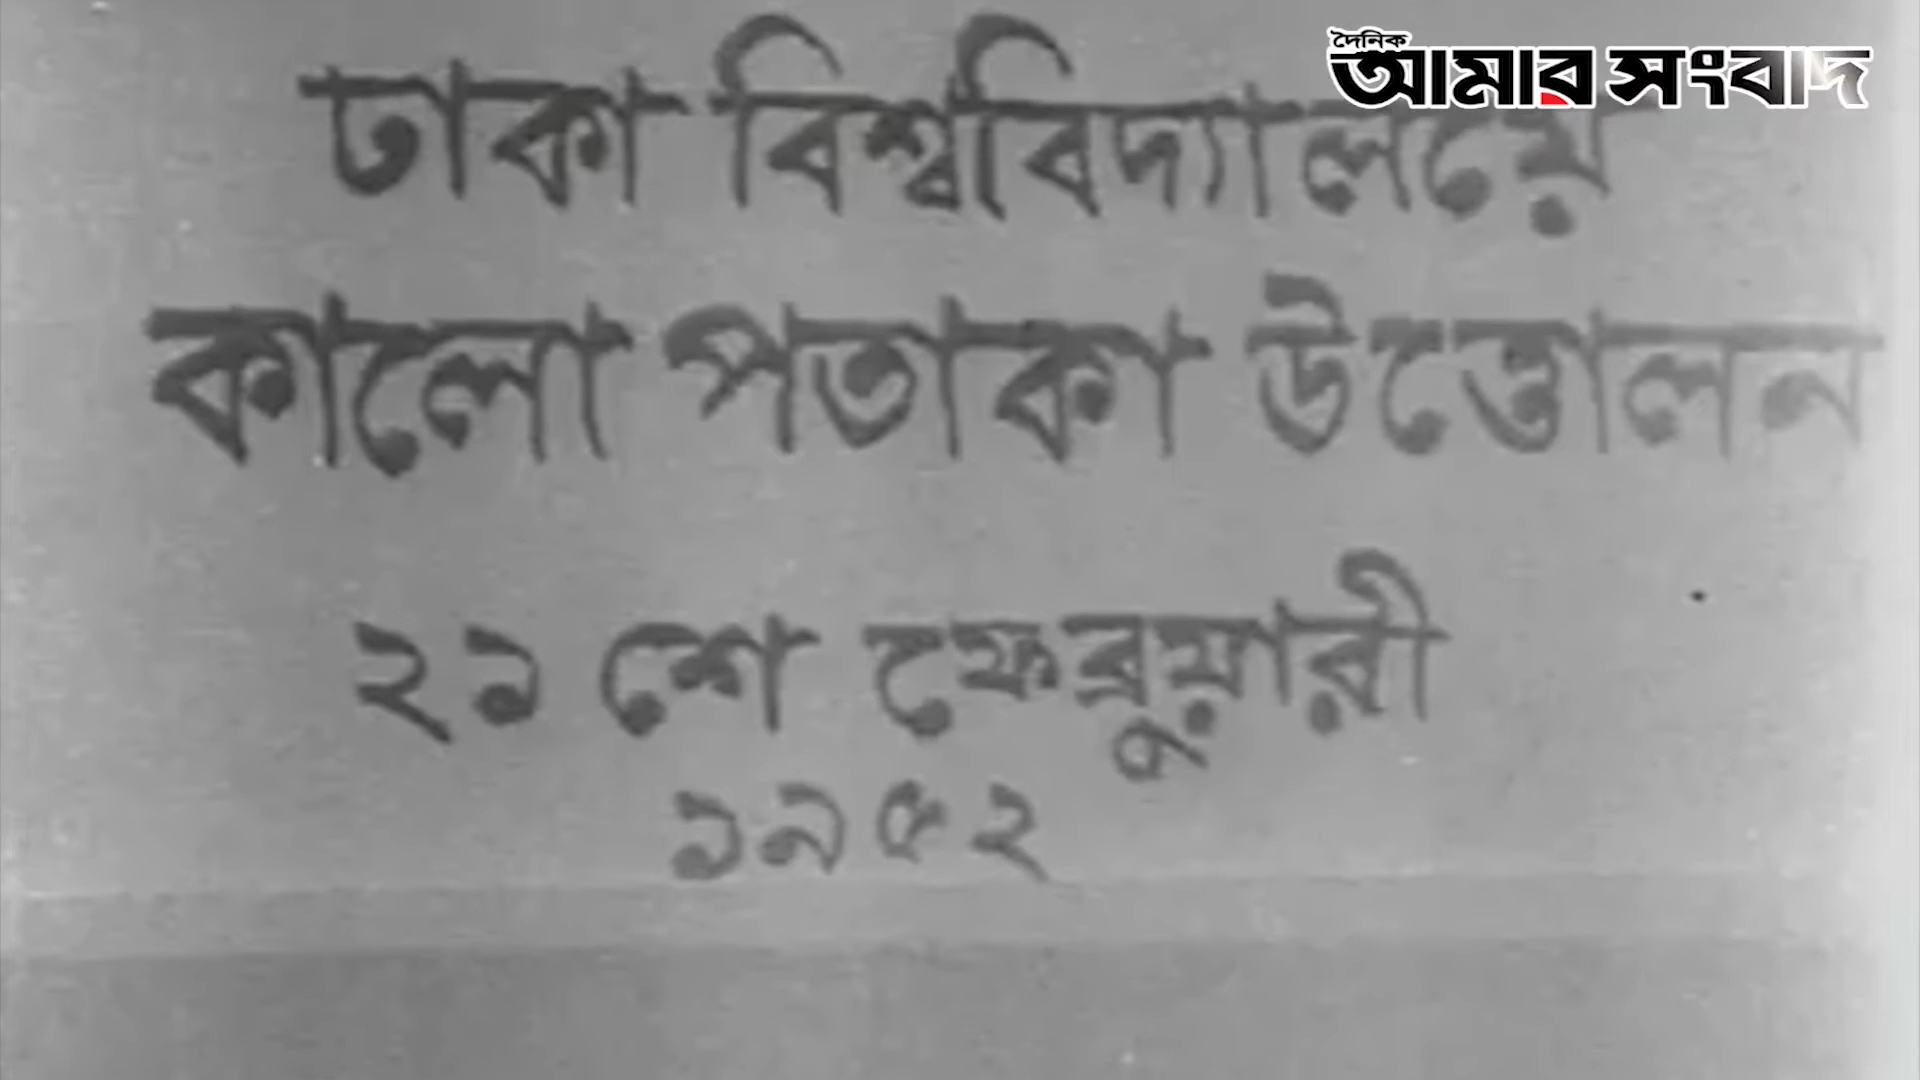 দৈনিক
আমার সংবাদ
ঢাকা বিশ্ববিদ্যালয়ে
কালো পতাকা উত্তোলন
২১ শে ফেব্রুয়ারী
১৯৫২